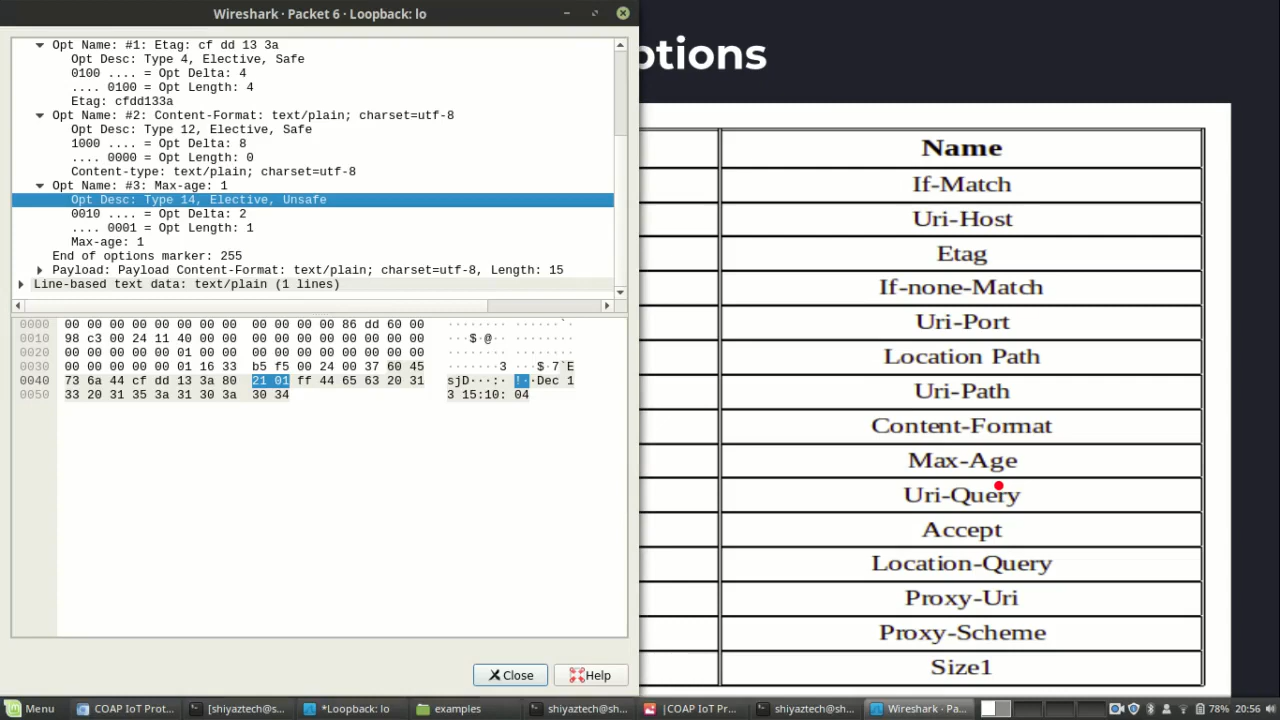 Wireshark · Packet 6 · Loopback: lo
Opt Name: #1: Etag: cf dd 13 3a
Opt Desc: Type 4, Elective, Safe
0100 .... = Opt Delta: 4
.... 0100 = Opt Length: 4
Etag: cfdd133a
Opt Name: #2: Content-Format: text/plain; charset=utf-8
Opt Desc: Type 12, Elective, Safe
1000 .... = Opt Delta: 8
.... 0000 = Opt Length: 0
Content-type: text/plain; charset=utf-8
Opt Name: #3: Max-age: 1
Opt Desc: Type 14, Elective, Unsafe
0010 .... = Opt Delta: 2
.... 0001 = Opt Length: 1
Max-age: 1
End of options marker: 255
Payload: Payload Content-Format: text/plain; charset=utf-8, Length: 15
Line-based text data: text/plain (1 lines)
0000 00 00 00 00 00 00 00 00 00 00 00 00 86 dd 60 00 ········ ······`·
0010 98 c3 00 24 11 40 00 00 00 00 00 00 00 00 00 00 ···$·@·· ········
0020 00 00 00 00 00 01 00 00 00 00 00 00 00 00 00 00 ········ ········
0030 00 00 00 00 00 01 16 33 b5 f5 00 24 00 37 60 45 ·······3 ···$·7`E
0040 73 6a 44 cf dd 13 3a 80 21 01 ff 44 65 63 20 31 sjD···:· !··Dec 1
0050 33 20 31 35 3a 31 30 3a 30 34 3 15:10: 04
Close
Help
ptions
Name
If-Match
Uri-Host
Etag
If-none-Match
Uri-Port
Location Path
Uri-Path
Content-Format
Max-Age
Uri-Query
Accept
Location-Query
Proxy-Uri
Proxy-Scheme
Size1
Menu
COAP IoT Prot...
[shiyaztech@s...
*Loopback: lo
examples
shiyaztech@sh...
[COAP IoT Pr...
shiyaztech@sh...
Wireshark · Pa...
78%
20:56